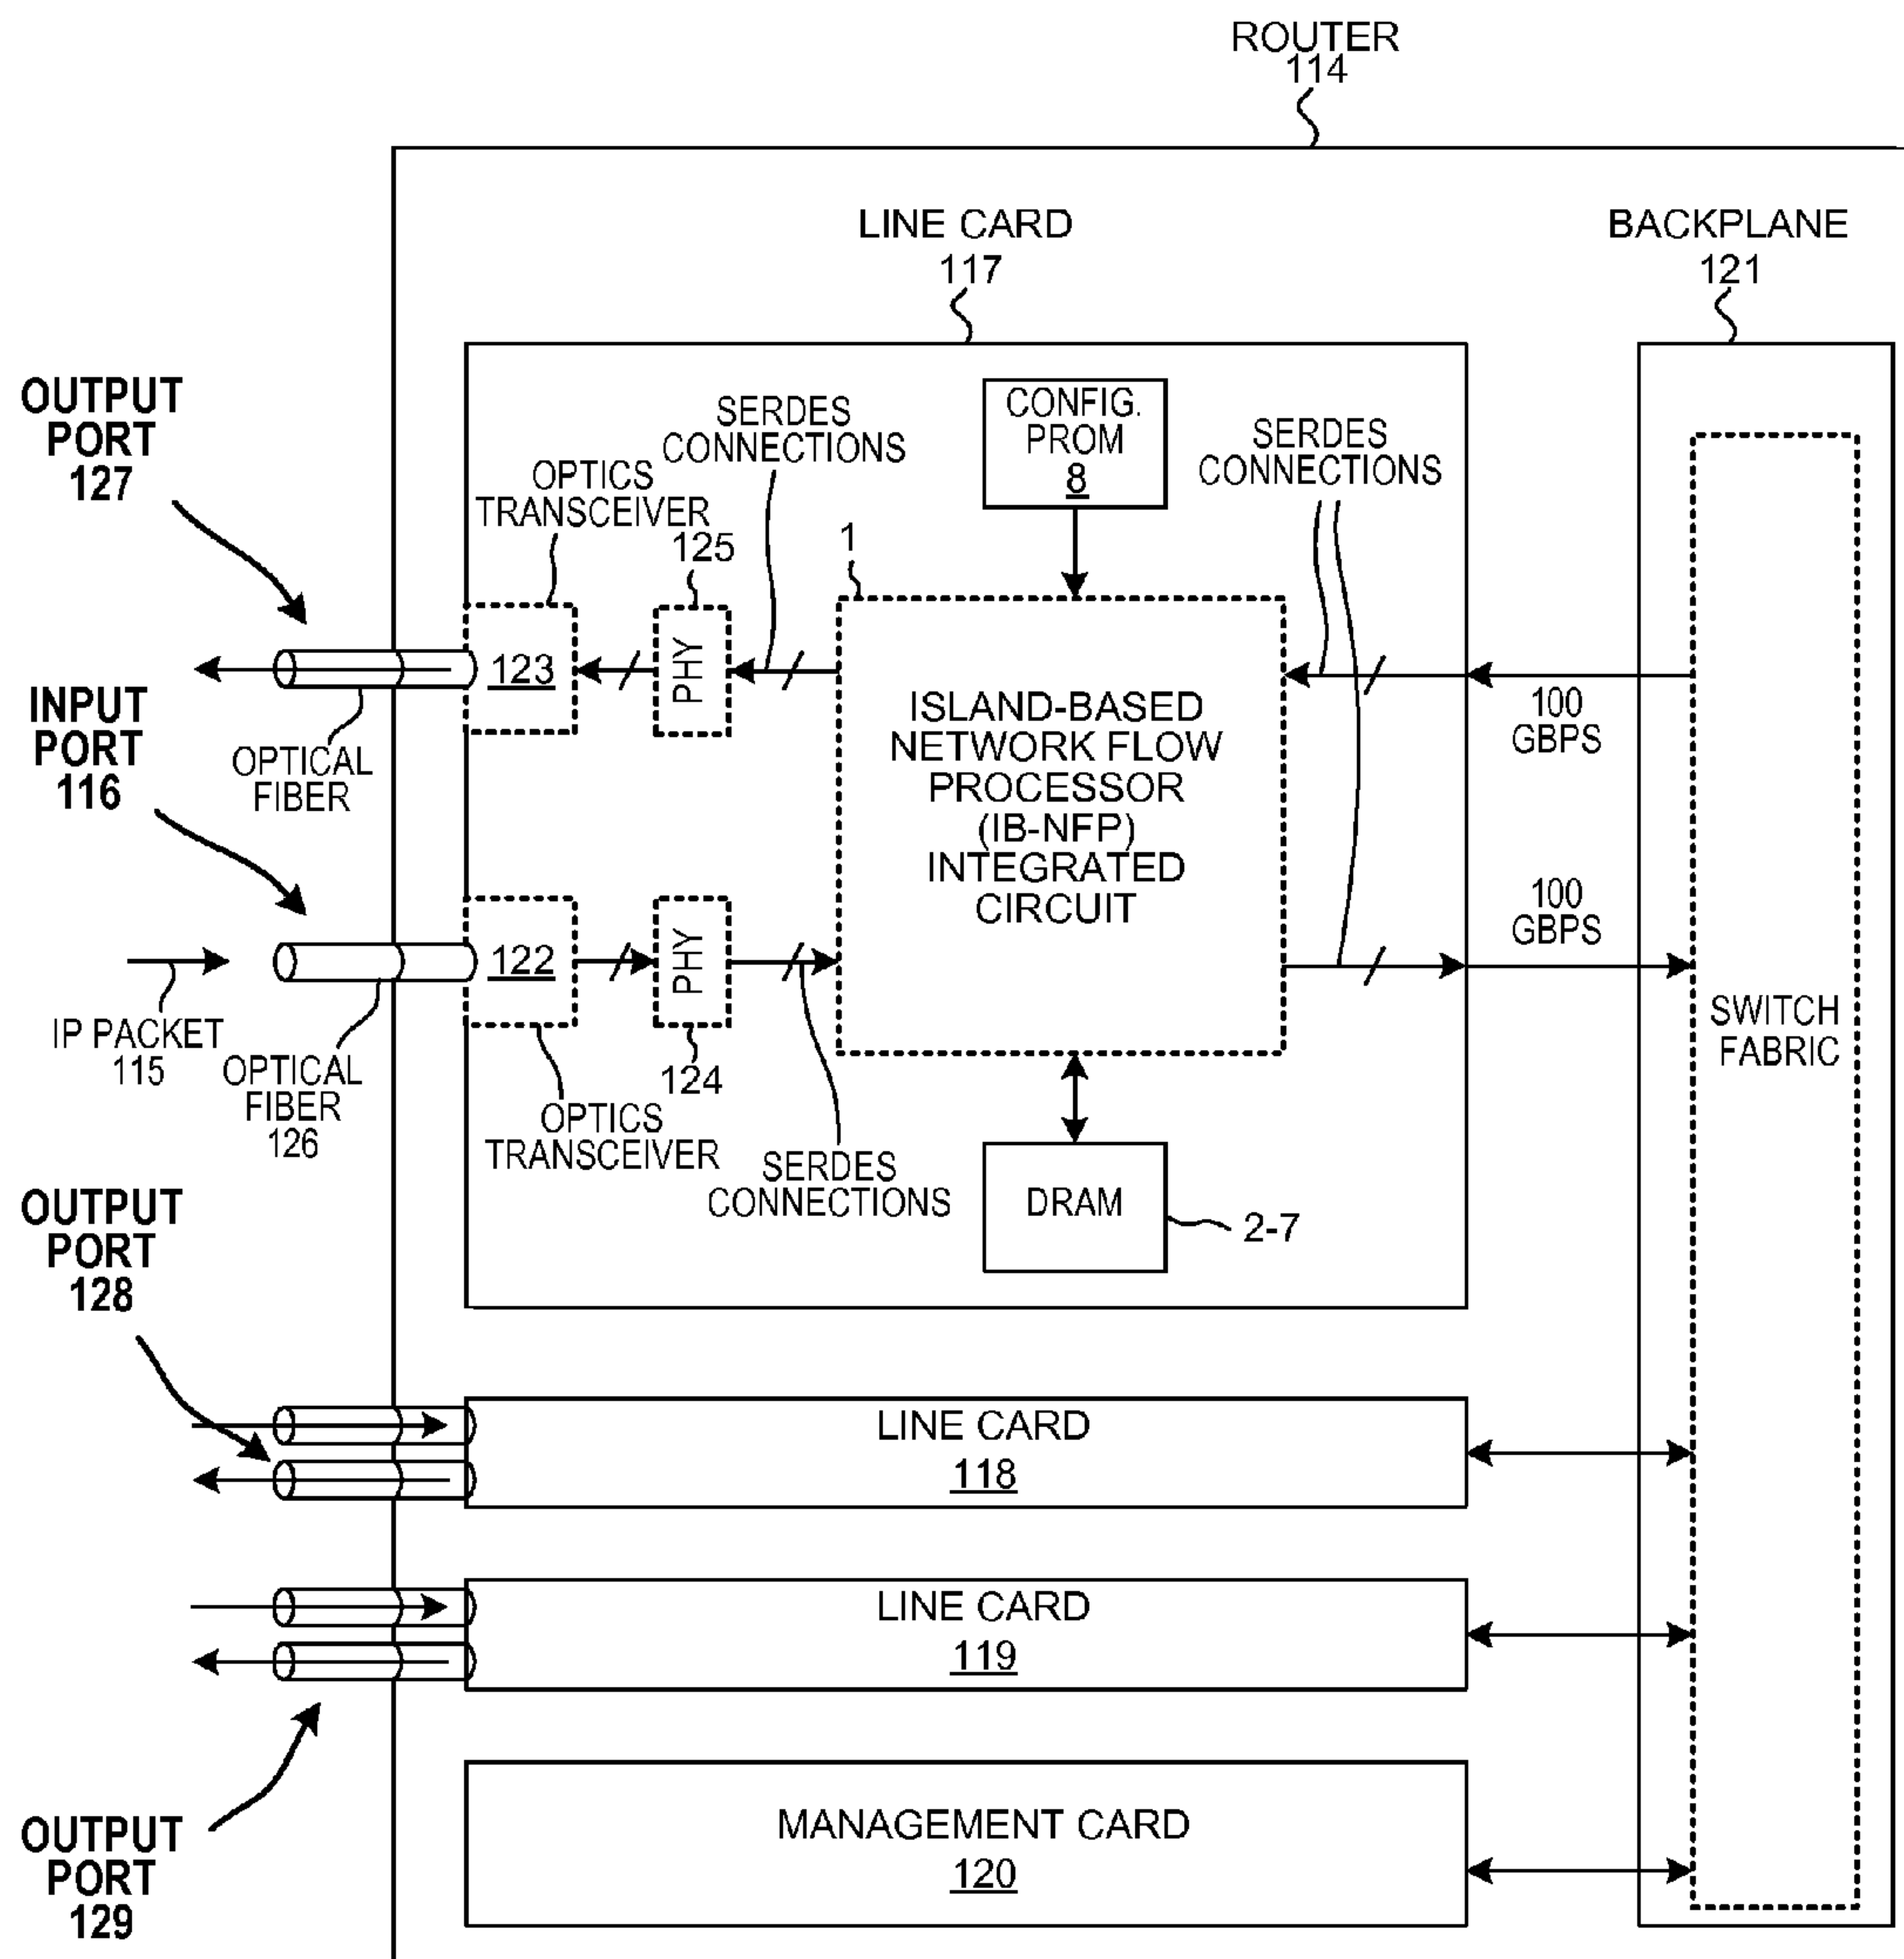 ROUTER
114
LINE CARD
117
BACKPLANE
121
OUTPUT
PORT
127
SERDES
CONNECTIONS
CONFIG.
PROM
8
SERDES
CONNECTIONS
OPTICS
TRANSCEIVER
125
1
123
PHY
INPUT
PORT
116
OPTICAL
FIBER
ISLAND-BASED
NETWORK FLOW
PROCESSOR
(IB-NFP)
INTEGRATED
CIRCUIT
100
GBPS
100
GBPS
122
PHY
IP PACKET
115
OPTICAL
FIBER
126
124
OPTICS
TRANSCEIVER
SERDES
CONNECTIONS
DRAM
2-7
SWITCH
FABRIC
OUTPUT
PORT
128
LINE CARD
118
LINE CARD
119
OUTPUT
PORT
129
MANAGEMENT CARD
120